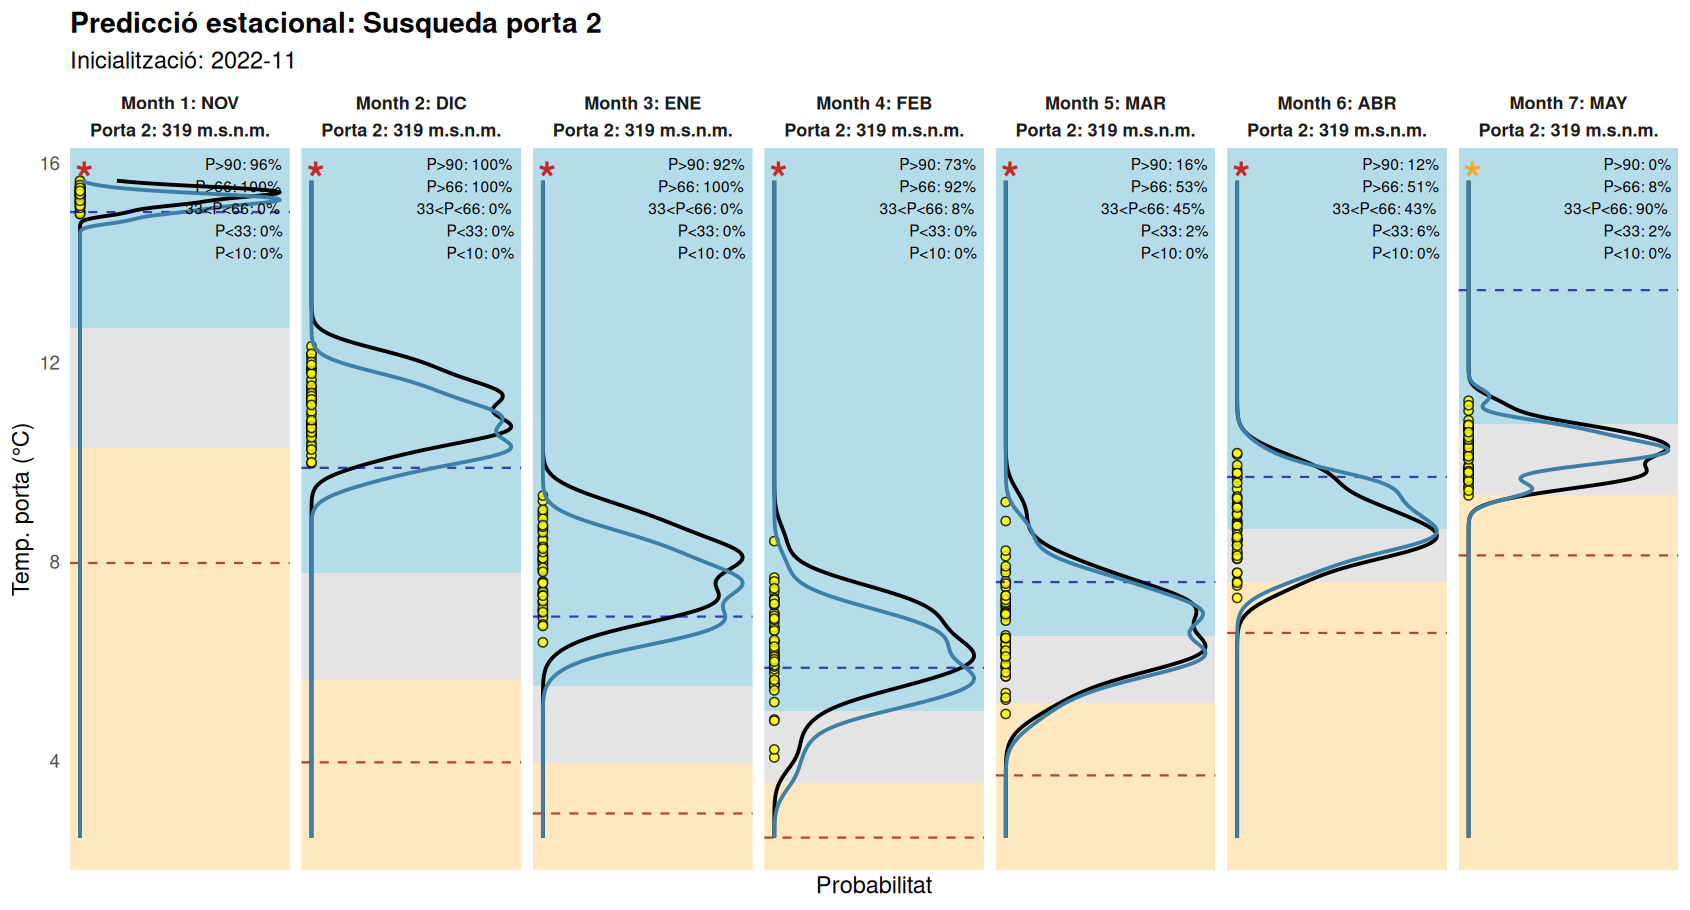 Predicció estacional: Susqueda porta 2
Inicialització: 2022-11
Month 1: NOV
Porta 2: 319 m.s.n.m.
Month 2: DIC
Porta 2: 319 m.s.n.m.
Month 3: ENE
Porta 2: 319 m.s.n.m.
Month 4: FEB
Porta 2: 319 m.s.n.m.
Month 5: MAR
Porta 2: 319 m.s.n.m.
Month 6: ABR
Porta 2: 319 m.s.n.m.
Month 7: MAY
Porta 2: 319 m.s.n.m.
Temp. porta (°C)
16
12
8
4
*
P>90: 96%
P>66: 100%
33<P<66: 0%
P<33: 0%
P<10: 0%
*
P>90: 100%
P>66: 100%
33<P<66: 0%
P<33: 0%
P<10: 0%
*
P>90: 92%
P>66: 100%
33<P<66: 0%
P<33: 0%
P<10: 0%
*
P>90: 73%
P>66: 92%
33<P<66: 8%
P<33: 0%
P<10: 0%
*
P>90: 16%
P>66: 53%
33<P<66: 45%
P<33: 2%
P<10: 0%
*
P>90: 12%
P>66: 51%
33<P<66: 43%
P<33: 6%
P<10: 0%
*
P>90: 0%
P>66: 8%
33<P<66: 90%
P<33: 2%
P<10: 0%
Probabilitat